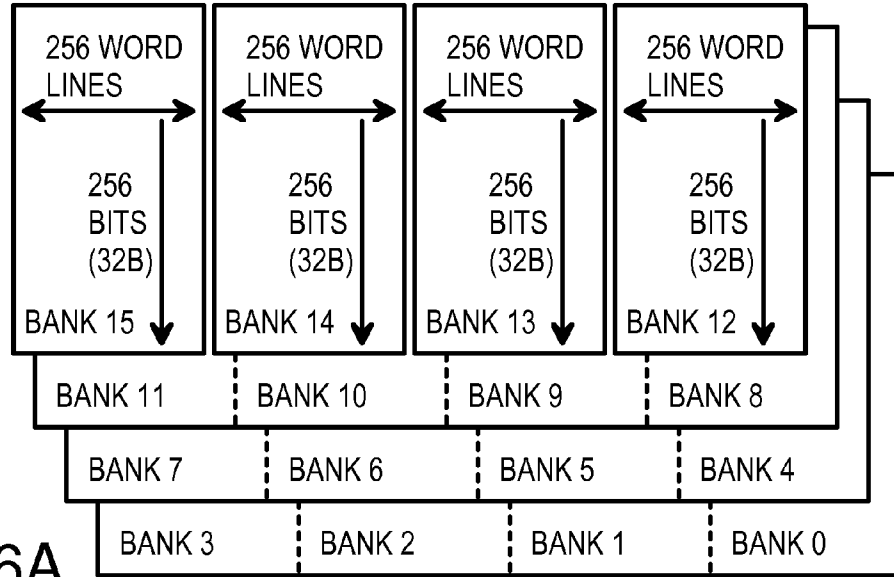 256 WORD
LINES
256
BITS
(32B)
BANK 15
256 WORD
LINES
256
BITS
(32B)
BANK 14
256 WORD
LINES
256
BITS
(32B)
BANK 13
256 WORD
LINES
256
BITS
(32B)
BANK 12
BANK 11 BANK 10 BANK 9 BANK 8
BANK 7 BANK 6 BANK 5 BANK 4
BANK 3 BANK 2 BANK 1 BANK 0
6A